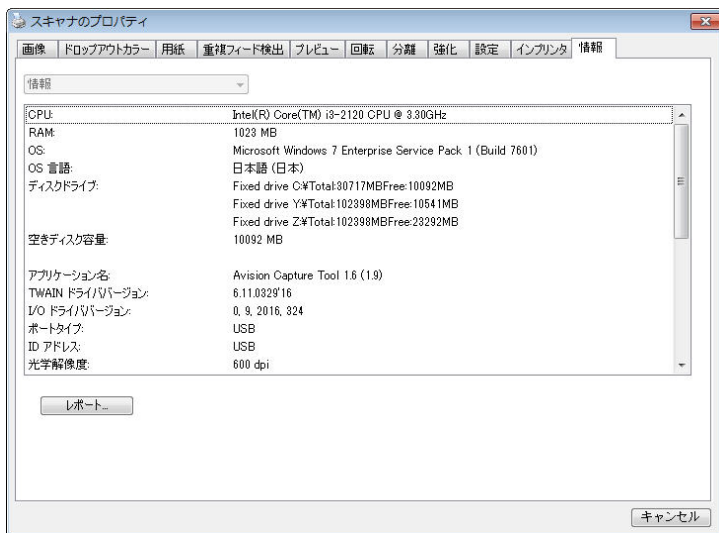 スキャナのプロパティ
画像 ドロップアウトカラー 用紙 重複フィード検出 プレビュー 回転 分離 強化 設定 インプリンタ 情報
情報
CPU: Intel(R) Core(TM) i3-2120 CPU @ 3.30GHz
RAM: 1023 MB
OS: Microsoft Windows 7 Enterprise Service Pack 1 (Build 7601)
OS 言語: 日本語 (日本)
ディスクドライブ: Fixed drive C:¥Total:30717MBFree:10092MB
Fixed drive Y:¥Total:102398MBFree:10541MB
Fixed drive Z:¥Total:102398MBFree:23292MB
空きディスク容量: 10092 MB
アプリケーション名: Avision Capture Tool 1.6 (1.9)
TWAIN ドライババージョン: 6.11.0329'16
I/O ドライババージョン: 0, 9, 2016, 324
ポートタイプ: USB
ID アドレス: USB
光学解像度: 600 dpi
レポート...
キャンセル